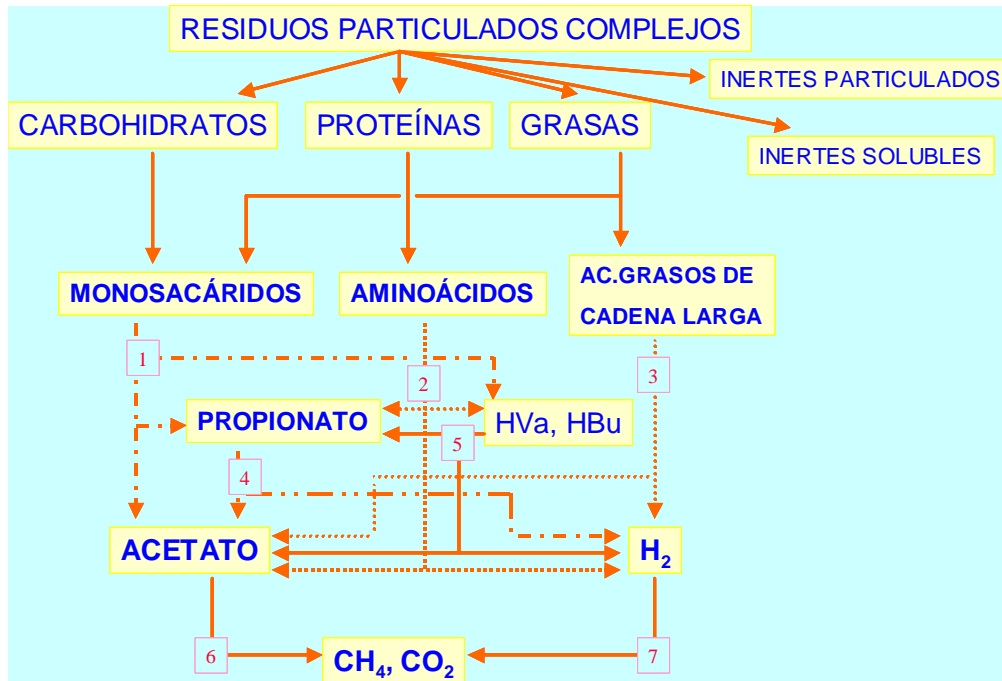 RESIDUOS PARTICULADOS COMPLEJOS
INERTES PARTICULADOS
CARBOHIDRATOS
PROTEÍNAS
GRASAS
INERTES SOLUBLES
MONOSACÁRIDOS
AMINOÁCIDOS
AC.GRASOS DE
CADENA LARGA
1
2
3
PROPIONATO
HVa, HBu
5
4
ACETATO
H₂
6
CH₄, CO₂
7